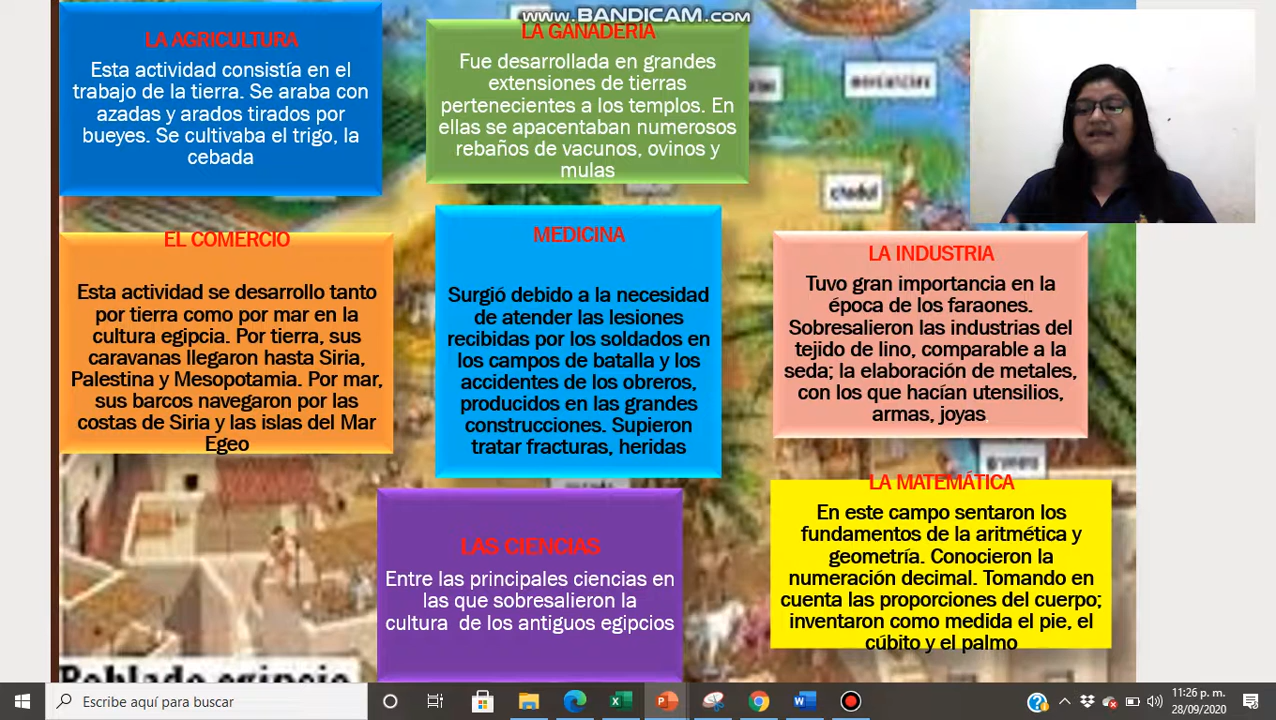 www.BANDICAM.com
LA AGRICULTURA
Esta actividad consistía en el
trabajo de la tierra. Se araba con
azadas y arados tirados por
bueyes. Se cultivaba el trigo, la
cebada
LA GANADERÍA
Fue desarrollada en grandes
extensiones de tierras
pertenecientes a los templos. En
ellas se apacentaban numerosos
rebaños de vacunos, ovinos y
mulas
chaduf
EL COMERCIO
Esta actividad se desarrollo tanto
por tierra como por mar en la
cultura egipcia. Por tierra, sus
caravanas llegaron hasta Siria,
Palestina y Mesopotamia. Por mar,
sus barcos navegaron por las
costas de Siria y las islas del Mar
Egeo
MEDICINA
Surgió debido a la necesidad
de atender las lesiones
recibidas por los soldados en
los campos de batalla y los
accidentes de los obreros,
producidos en las grandes
construcciones. Supieron
tratar fracturas, heridas
LA INDUSTRIA
Tuvo gran importancia en la
época de los faraones.
Sobresalieron las industrias del
tejido de lino, comparable a la
seda; la elaboración de metales,
con los que hacían utensilios,
armas, joyas
LAS CIENCIAS
Entre las principales ciencias en
las que sobresalieron la
cultura de los antiguos egipcios
LA MATEMÁTICA
En este campo sentaron los
fundamentos de la aritmética y
geometría. Conocieron la
numeración decimal. Tomando en
cuenta las proporciones del cuerpo;
inventaron como medida el pie, el
cúbito y el palmo
Poblado egipcio
Escribe aquí para buscar
11:26 p. m.
28/09/2020